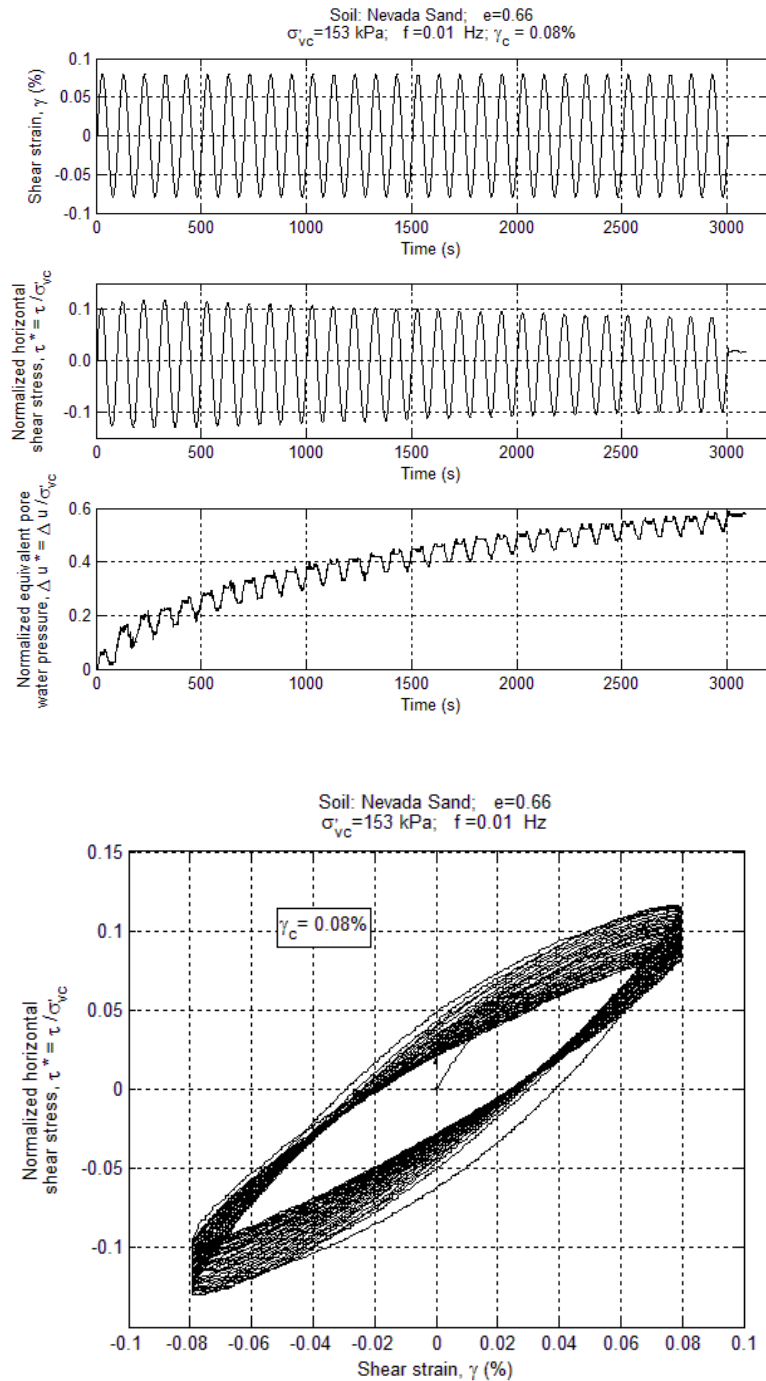 Soil: Nevada Sand; e=0.66
σ'vc=153 kPa; f =0.01 Hz; γc = 0.08%
Shear strain, γ (%)
0.1
0.05
0
-0.05
-0.1
0 500 1000 1500 2000 2500 3000
Time (s)
Normalized horizontal
shear stress, τ* = τ /σ'vc
0.1
0.0
-0.1
0 500 1000 1500 2000 2500 3000
Time (s)
Normalized equivalent pore
water pressure, Δ u* = Δ u /σ'vc
0.6
0.4
0.2
0
0 500 1000 1500 2000 2500 3000
Time (s)
Soil: Nevada Sand; e=0.66
σ'vc=153 kPa; f =0.01 Hz
Normalized horizontal
shear stress, τ* = τ /σ'vc
0.15
0.1
0.05
0
-0.05
-0.1
γc= 0.08%
-0.1 -0.08 -0.06 -0.04 -0.02 0 0.02 0.04 0.06 0.08 0.1
Shear strain, γ (%)